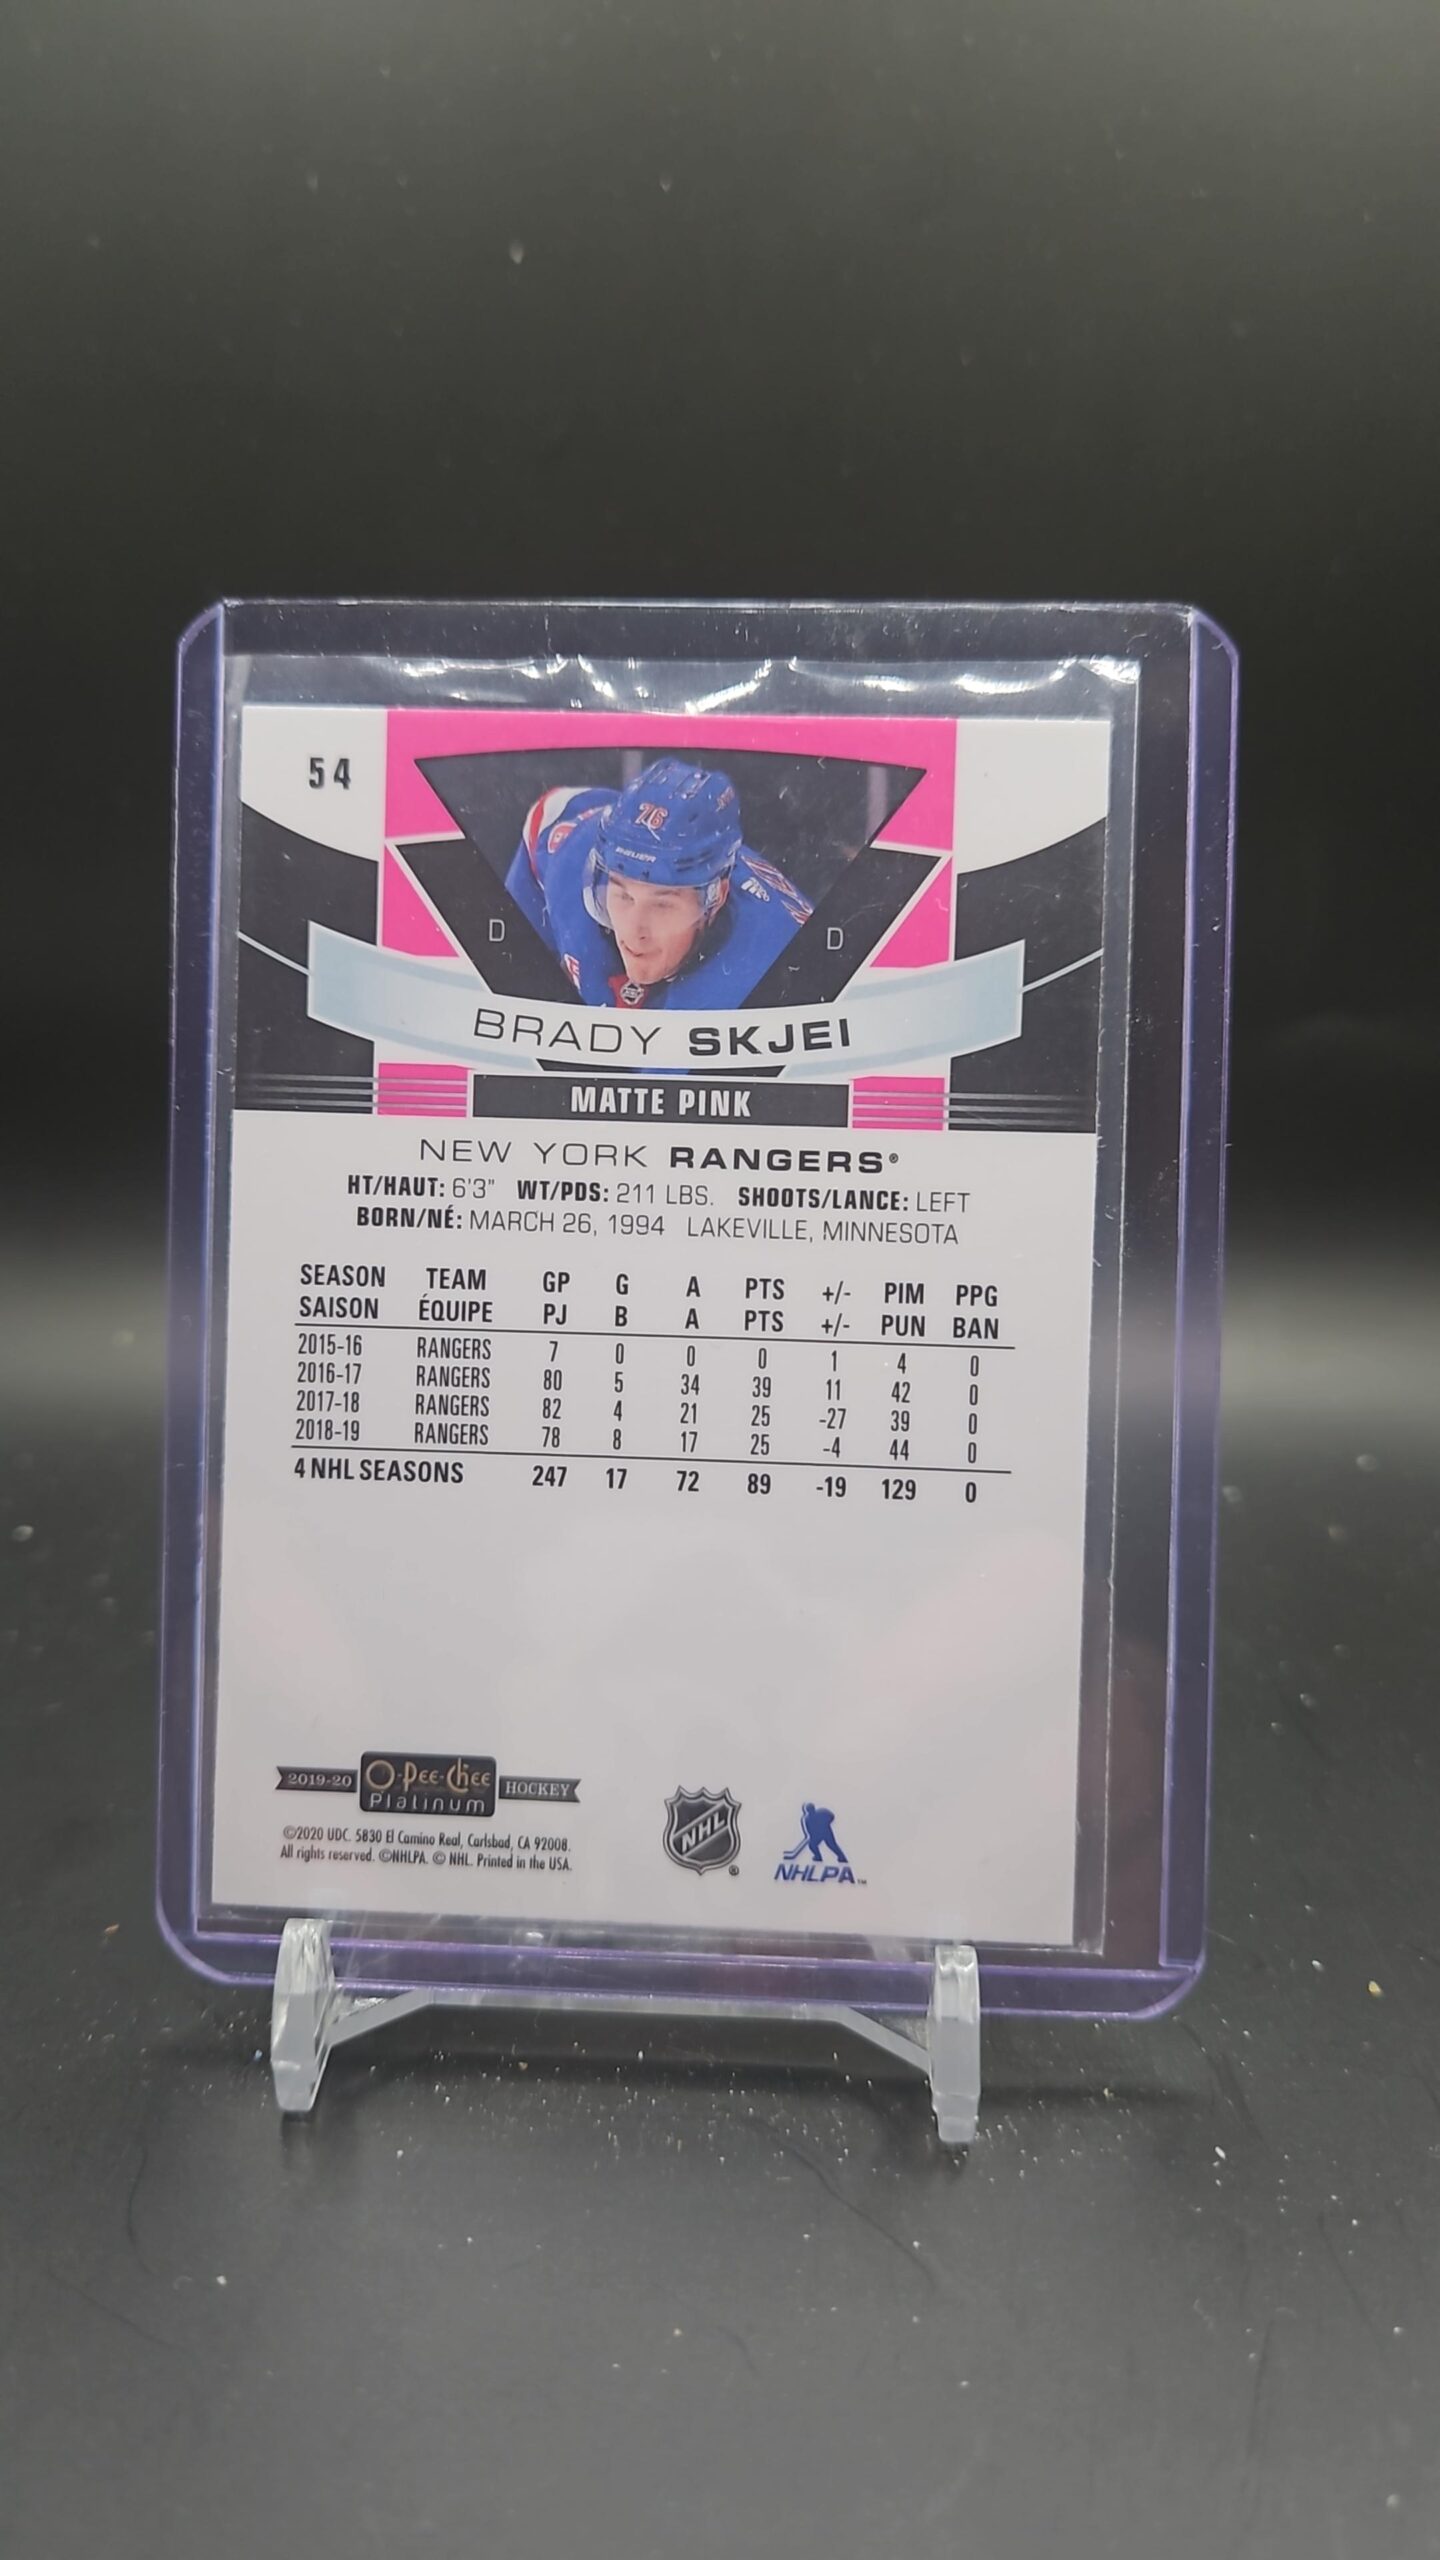 54
76
BAUER
D D
BRADY SKJEI
MATTE PINK
NEW YORK RANGERS®
HT/HAUT: 6'3" WT/PDS: 211 LBS. SHOOTS/LANCE: LEFT
BORN/NÉ: MARCH 26, 1994 LAKEVILLE, MINNESOTA
SEASON TEAM GP G A PTS +/- PIM PPG
SAISON ÉQUIPE PJ B A PTS +/- PUN BAN
2015-16 RANGERS 7 0 0 0 1 4 0
2016-17 RANGERS 80 5 34 39 11 42 0
2017-18 RANGERS 82 4 21 25 -27 39 0
2018-19 RANGERS 78 8 17 25 -4 44 0
4 NHL SEASONS 247 17 72 89 -19 129 0
2019-20 O-Pee-Chee HOCKEY
Platinum
©2020 UDC. 5830 El Camino Real, Carlsbad, CA 92008.
All rights reserved. ©NHLPA. © NHL. Printed in the USA.
NHL ®
NHLPA™